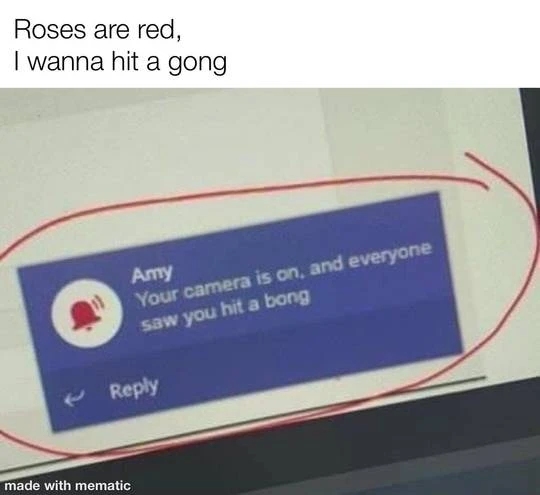 Roses are red,
I wanna hit a gong
Amy
Your camera is on, and everyone
saw you hit a bong
Reply
made with mematic